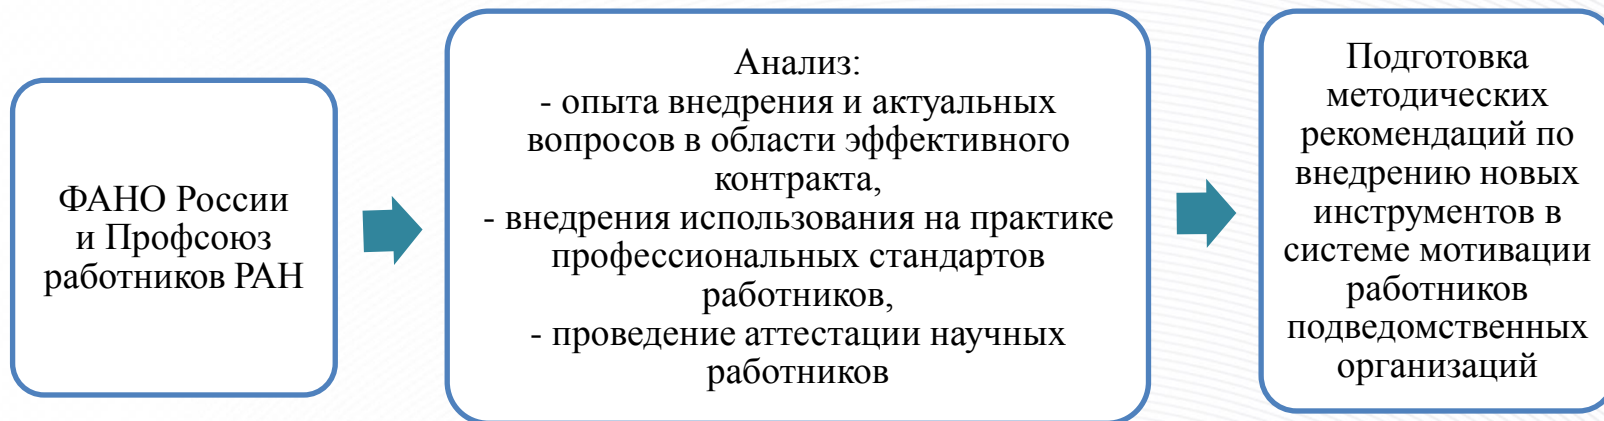 ФАНО России
и Профсоюз
работников РАН
Анализ:
- опыта внедрения и актуальных
вопросов в области эффективного
контракта,
- внедрения использования на практике
профессиональных стандартов
работников,
- проведение аттестации научных
работников
Подготовка
методических
рекомендаций по
внедрению новых
инструментов в
системе мотивации
работников
подведомственных
организаций